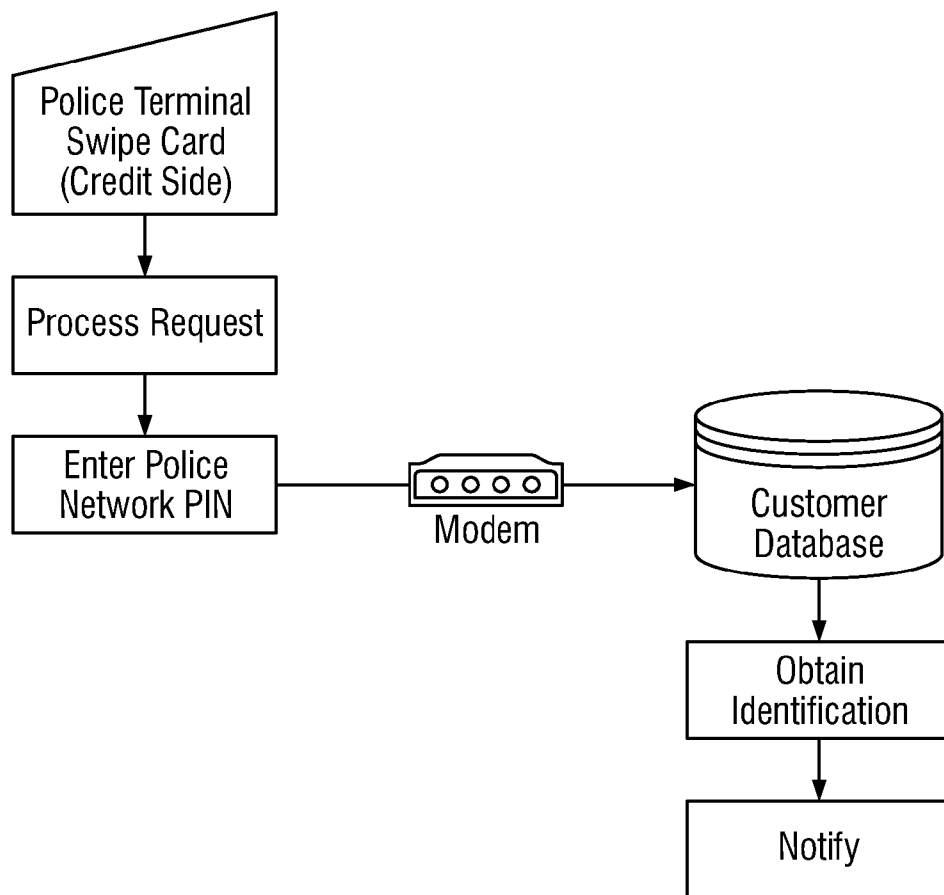 Police Terminal
Swipe Card
(Credit Side)
Process Request
Enter Police
Network PIN
Modem
Customer
Database
Obtain
Identification
Notify